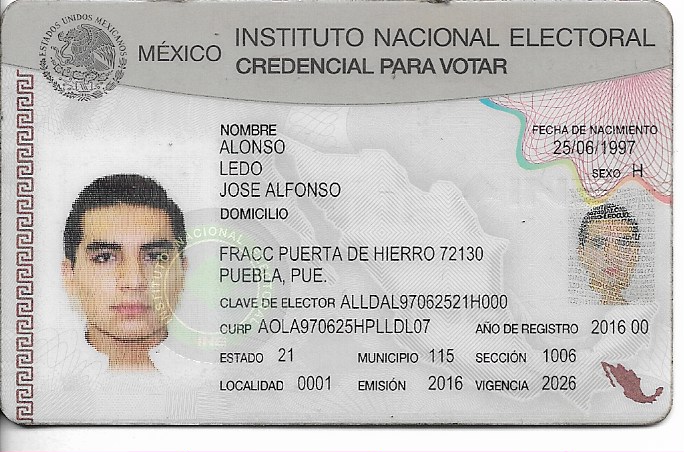 ESTADOS UNIDOS MEXICANOS
MÉXICO INSTITUTO NACIONAL ELECTORAL
CREDENCIAL PARA VOTAR
NOMBRE
ALONSO
LEDO
JOSE ALFONSO
FECHA DE NACIMIENTO
25/06/1997
SEXO H
DOMICILIO
FRACC PUERTA DE HIERRO 72130
PUEBLA, PUE.
CLAVE DE ELECTOR ALLDAL97062521H000
CURP AOLA970625HPLLDL07 AÑO DE REGISTRO 2016 00
ESTADO 21 MUNICIPIO 115 SECCIÓN 1006
LOCALIDAD 0001 EMISIÓN 2016 VIGENCIA 2026
INE